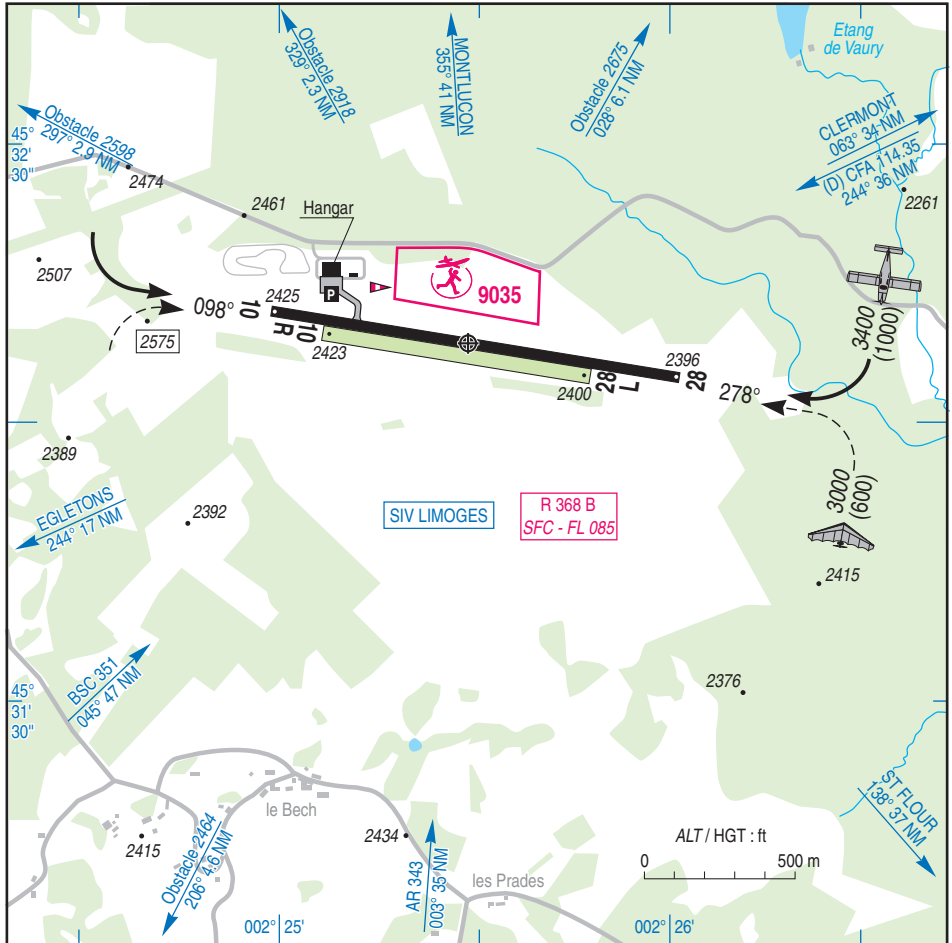 Obstacle 2918
329° 2.3 NM
MONTLUCON
355° 41 NM
Obstacle 2675
028° 6.1 NM
Etang
de Vaury
Obstacle 2598
297° 2.9 NM
CLERMONT
063° 34 NM
(D) CFA 114.35
244° 36 NM
45°
32'
30"
2474
2461
2261
Hangar
2507
P
9035
098°
10
2425
10 R
2575
2423
2396
2400
28 L
28
278°
3400
(1000)
2389
3000
(600)
EGLETONS
244° 17 NM
2392
SIV LIMOGES
R 368 B
SFC - FL 085
2415
BSC 351
045° 47 NM
2376
45°
31'
30"
ST FLOUR
138° 37 NM
le Bech
2415
Obstacle 2464
206° 4.6 NM
2434
AR 343
003° 35 NM
les Prades
ALT / HGT : ft
0 500 m
002° 25'
002° 26'